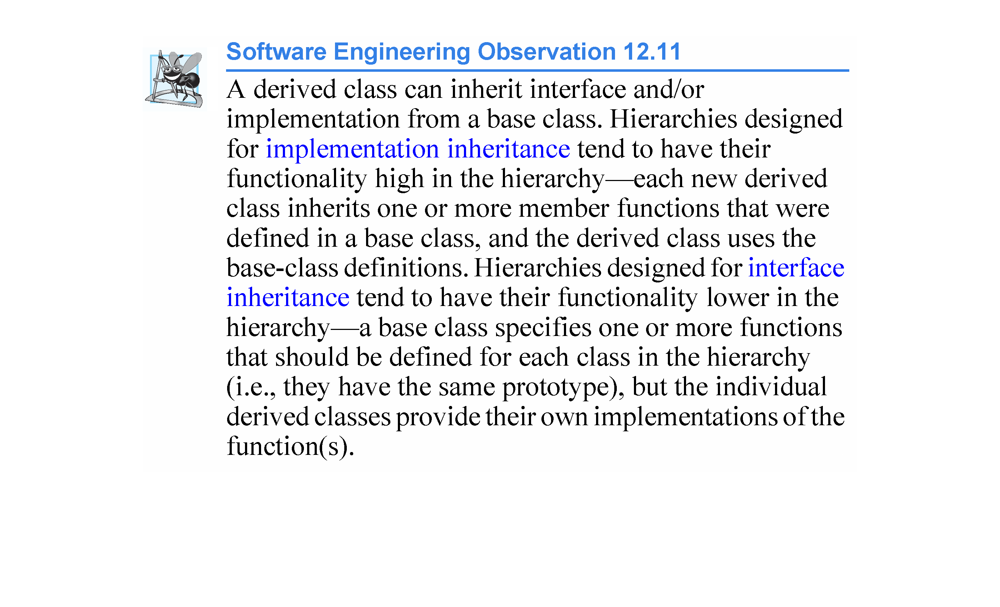 Software Engineering Observation 12.11
A derived class can inherit interface and/or
implementation from a base class. Hierarchies designed
for implementation inheritance tend to have their
functionality high in the hierarchy—each new derived
class inherits one or more member functions that were
defined in a base class, and the derived class uses the
base-class definitions. Hierarchies designed for interface
inheritance tend to have their functionality lower in the
hierarchy—a base class specifies one or more functions
that should be defined for each class in the hierarchy
(i.e., they have the same prototype), but the individual
derived classes provide their own implementations of the
function(s).